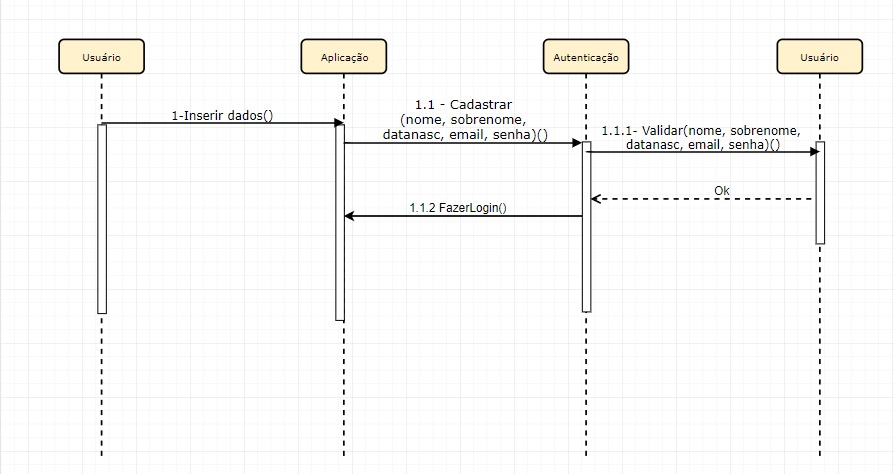 Usuário
Aplicação
Autenticação
Usuário
1-Inserir dados()
1.1 - Cadastrar
(nome, sobrenome,
datanasc, email, senha)()
1.1.1- Validar(nome, sobrenome,
datanasc, email, senha)()
Ok
1.1.2 FazerLogin()